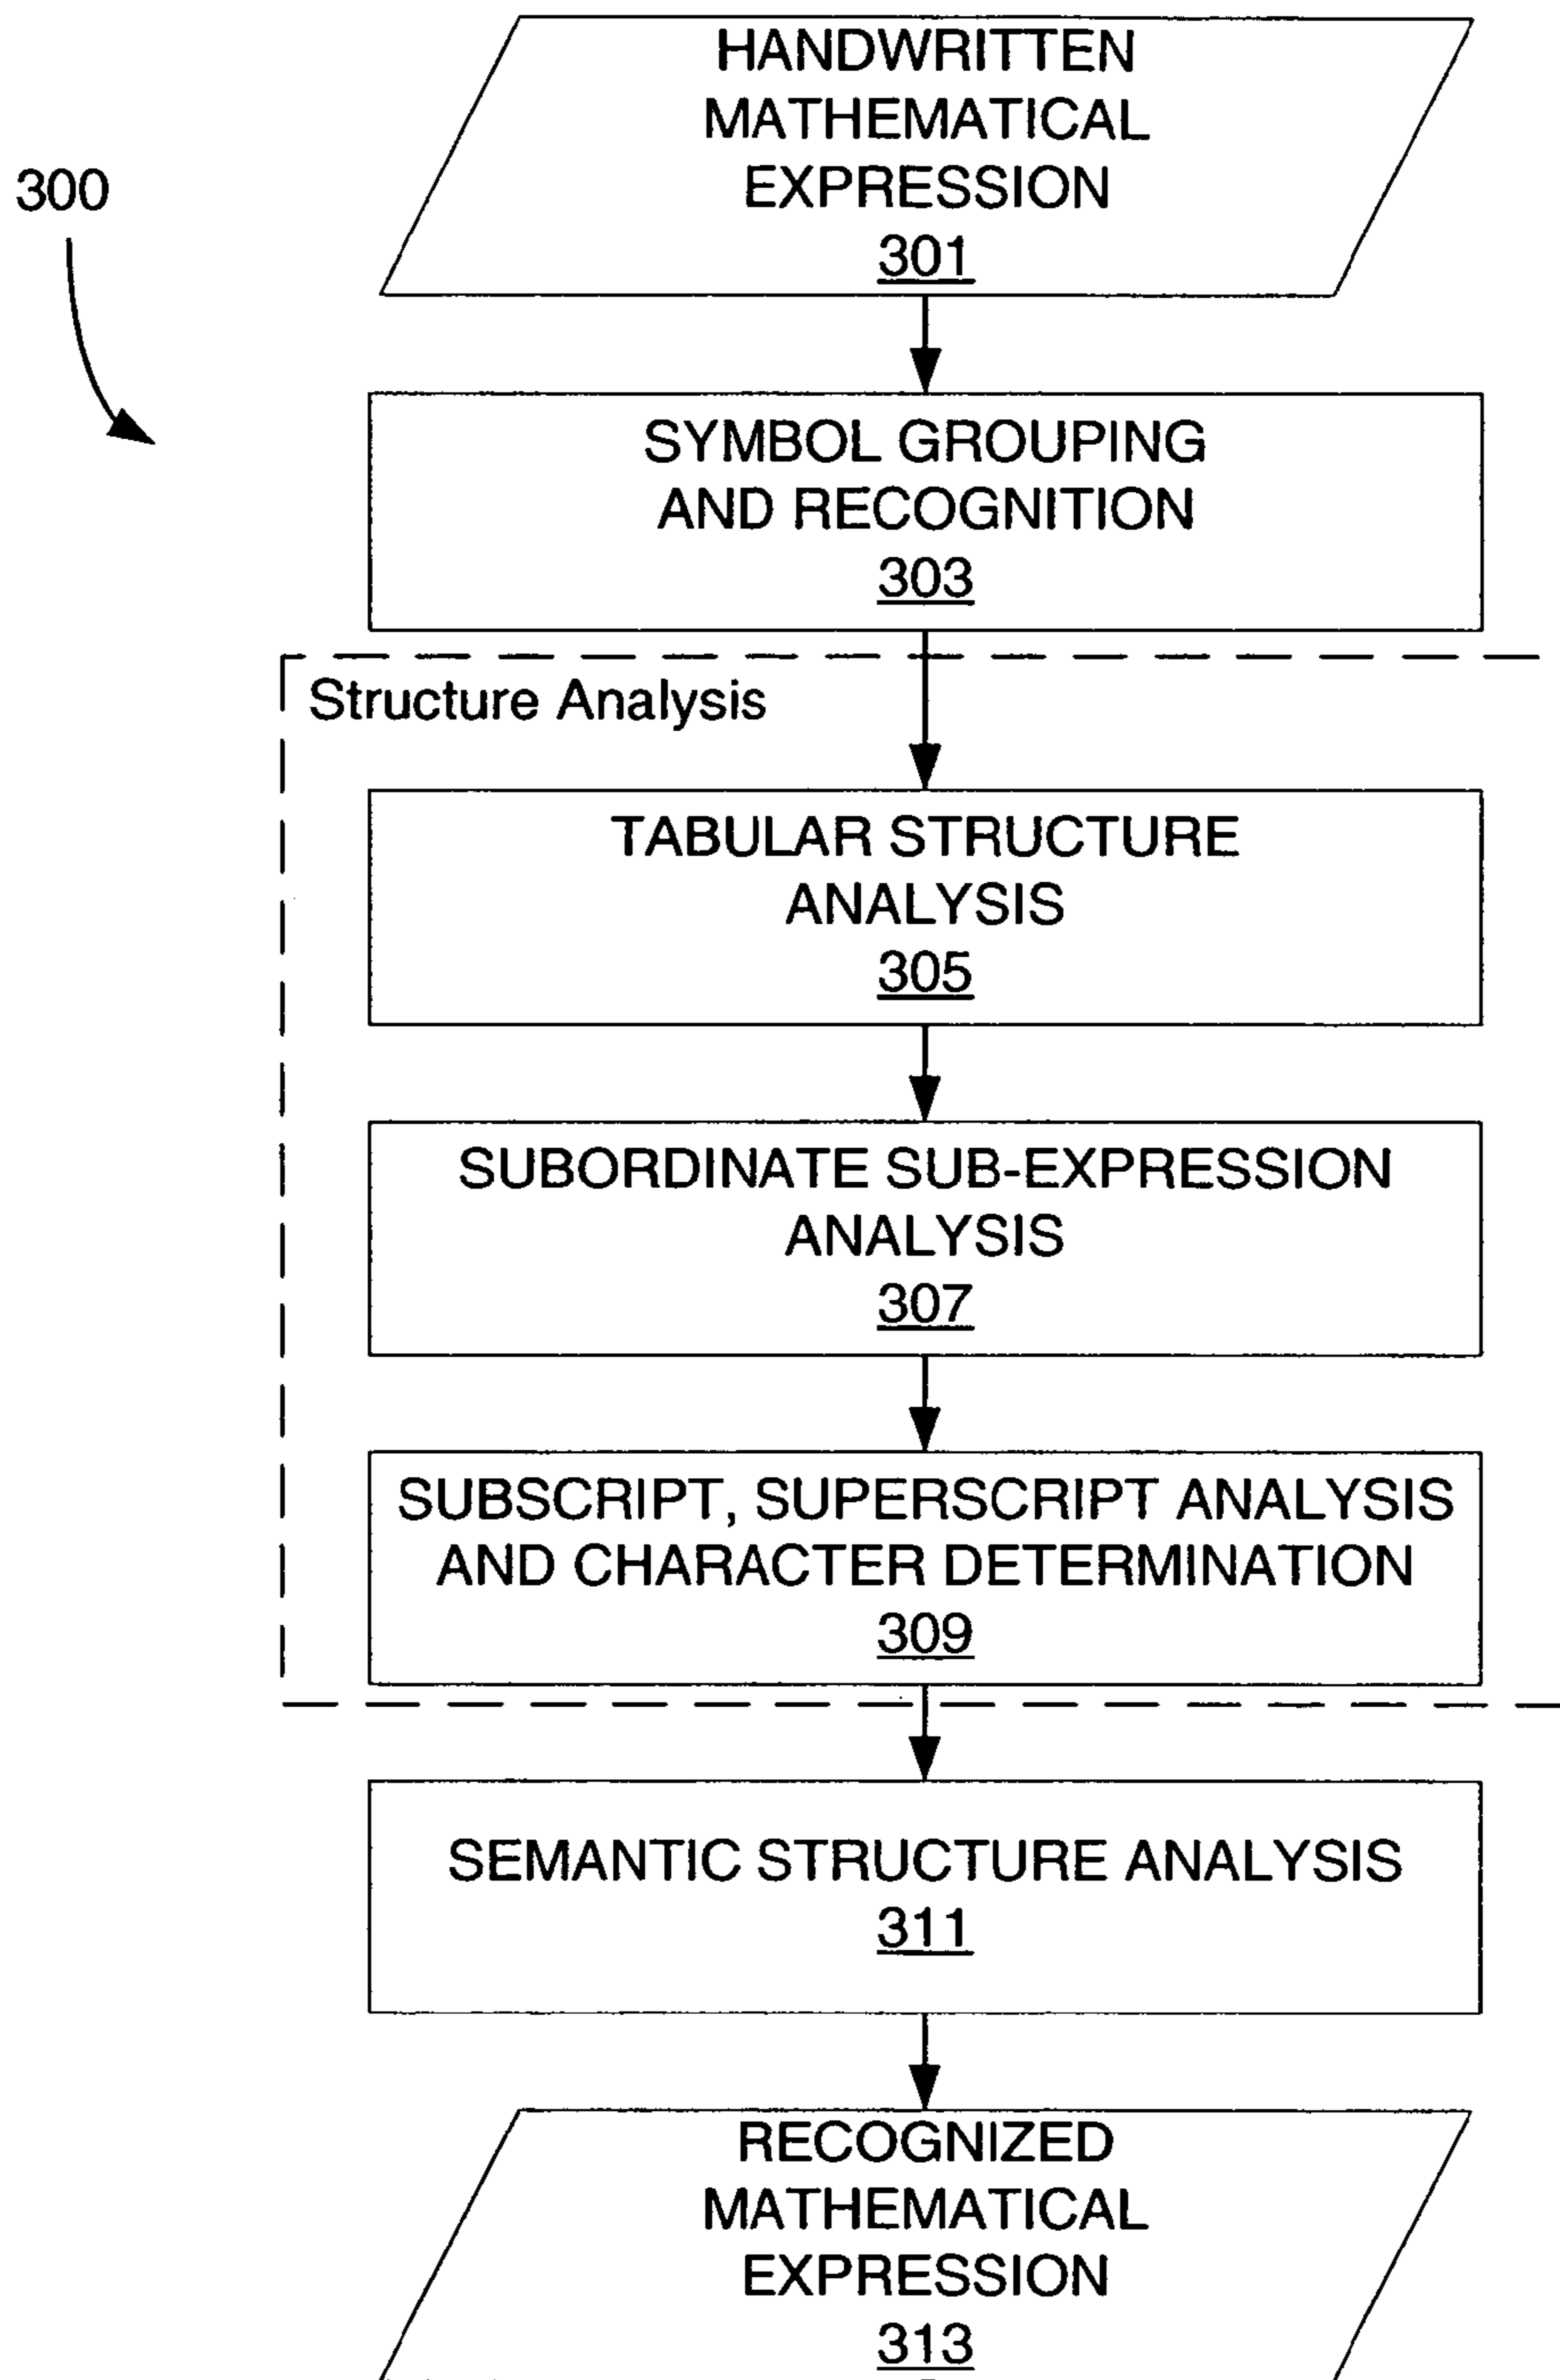 HANDWRITTEN
MATHEMATICAL
EXPRESSION
301
300
SYMBOL GROUPING
AND RECOGNITION
303
Structure Analysis
TABULAR STRUCTURE
ANALYSIS
305
SUBORDINATE SUB-EXPRESSION
ANALYSIS
307
SUBSCRIPT, SUPERSCRIPT ANALYSIS
AND CHARACTER DETERMINATION
309
SEMANTIC STRUCTURE ANALYSIS
311
RECOGNIZED
MATHEMATICAL
EXPRESSION
313